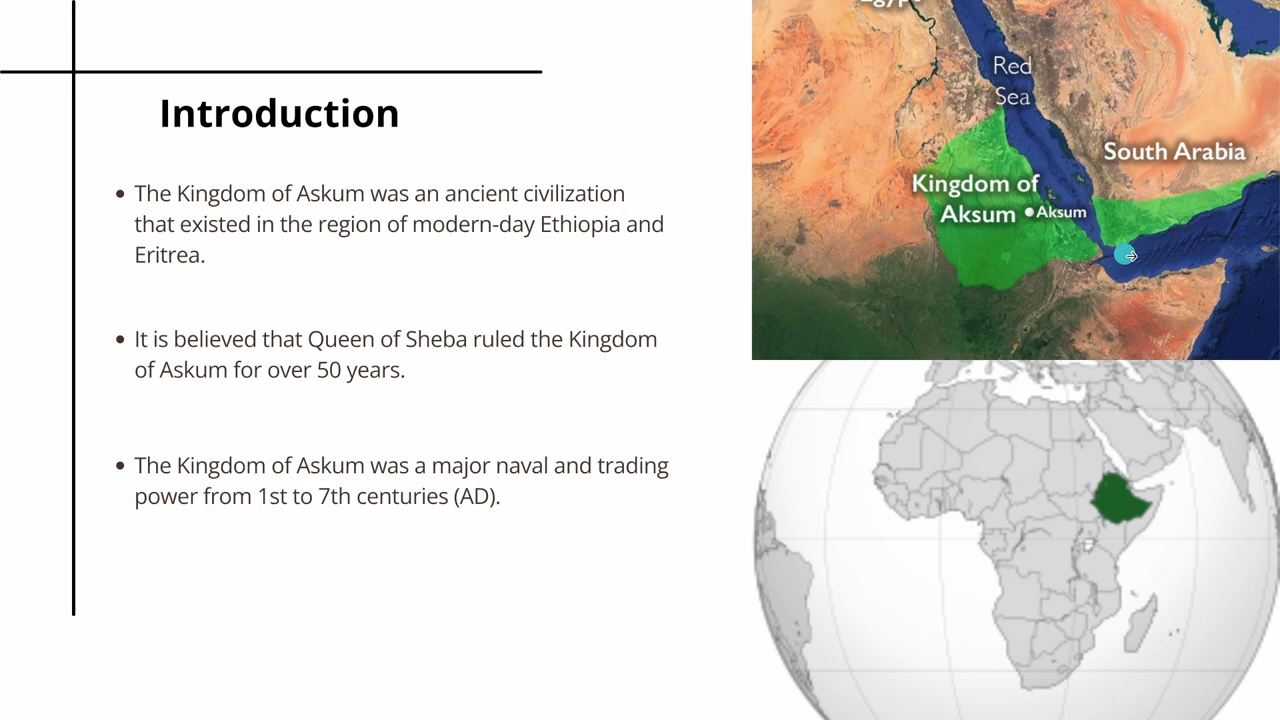 Introduction
• The Kingdom of Askum was an ancient civilization
that existed in the region of modern-day Ethiopia and
Eritrea.
• It is believed that Queen of Sheba ruled the Kingdom
of Askum for over 50 years.
• The Kingdom of Askum was a major naval and trading
power from 1st to 7th centuries (AD).
Red
Sea
South Arabia
Kingdom of
Aksum
Aksum